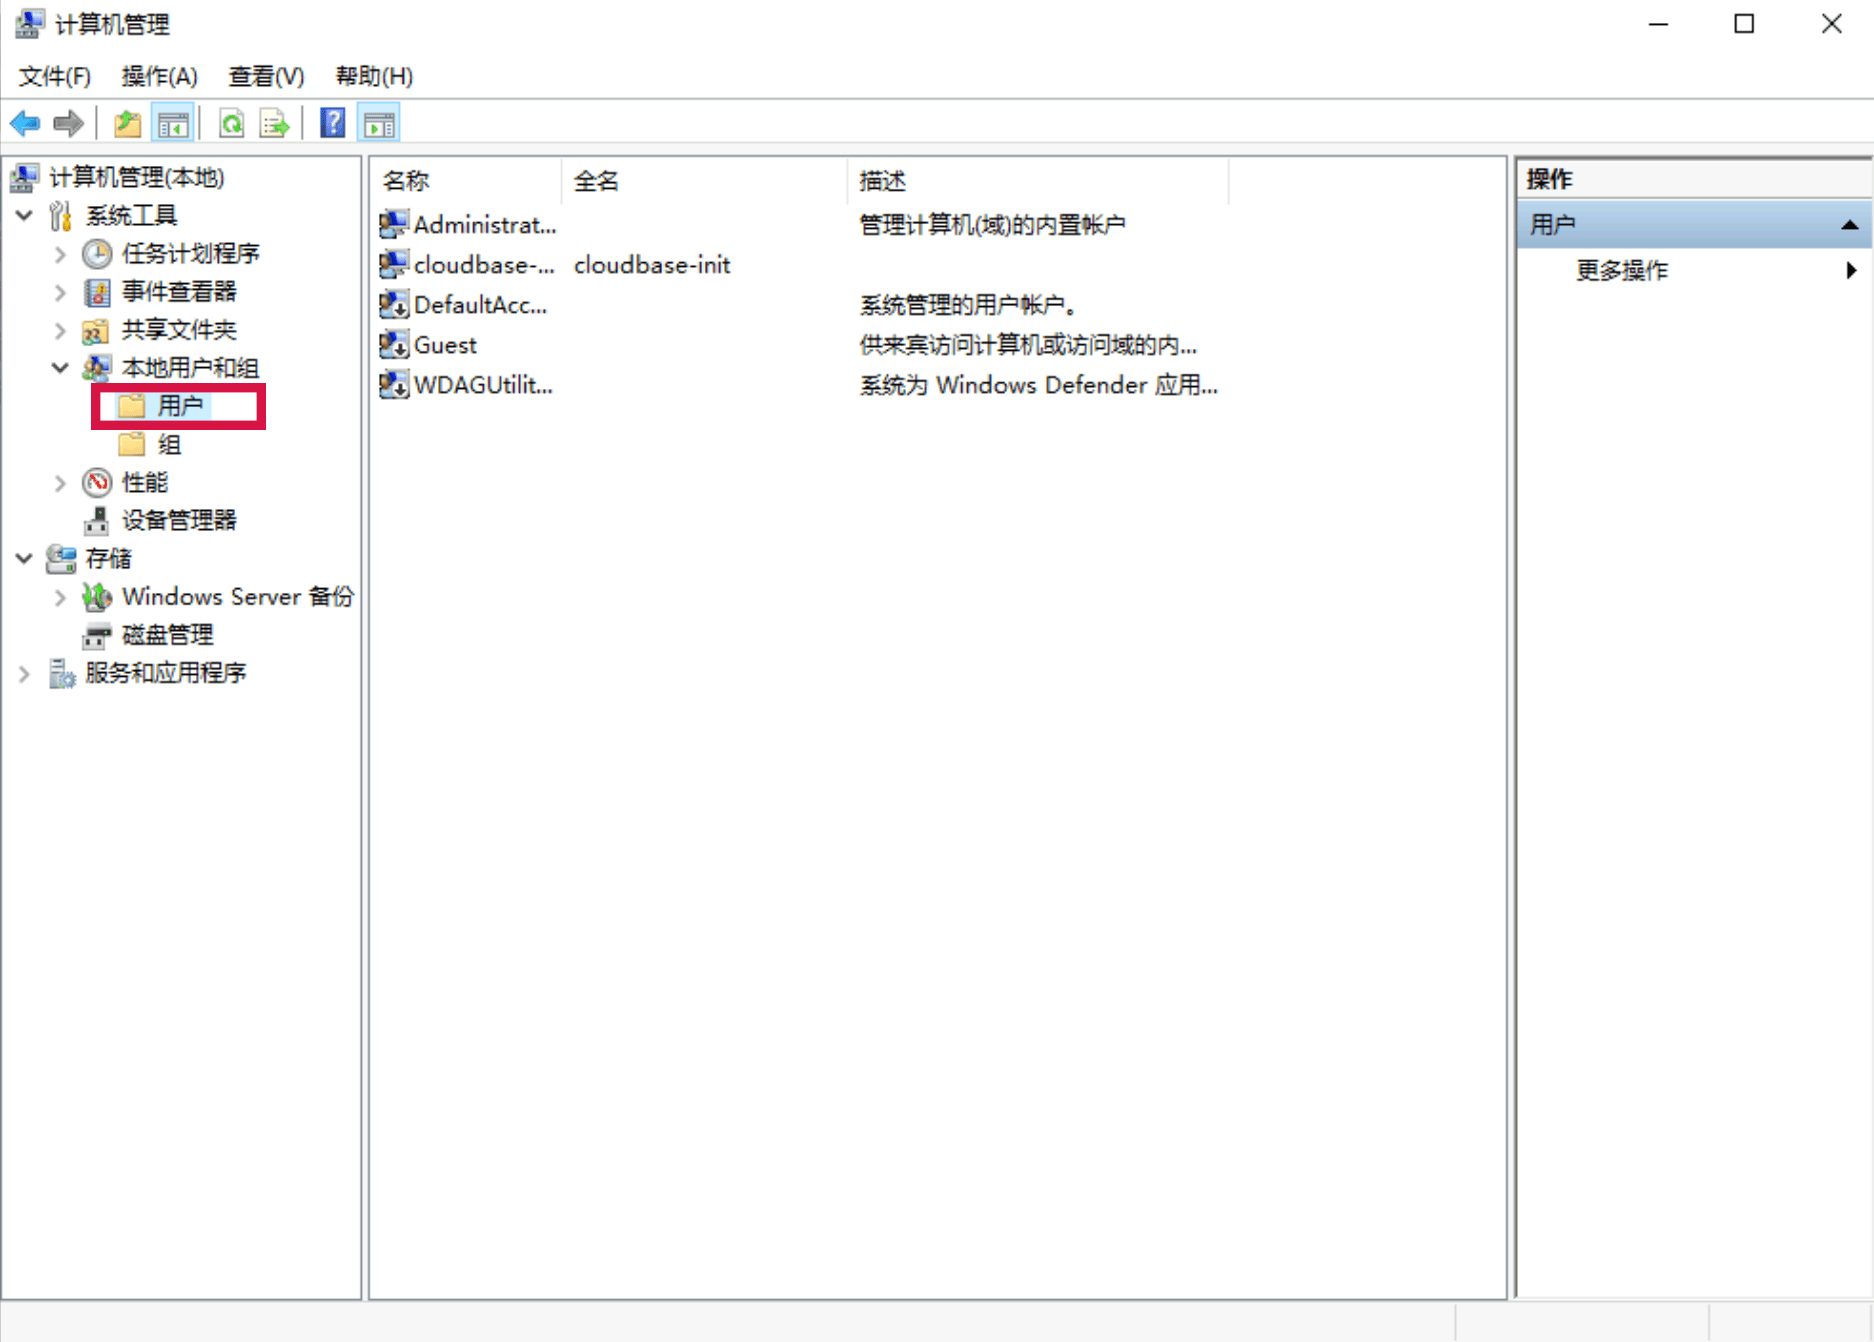 计算机管理
文件(F) 操作(A) 查看(V) 帮助(H)
计算机管理(本地)
系统工具
任务计划程序
事件查看器
共享文件夹
本地用户和组
用户
组
性能
设备管理器
存储
Windows Server 备份
磁盘管理
服务和应用程序
名称 全名 描述
Administrat... 管理计算机(域)的内置帐户
cloudbase-... cloudbase-init
DefaultAcc... 系统管理的用户帐户。
Guest 供来宾访问计算机或访问域的内...
WDAGUtilit... 系统为 Windows Defender 应用...
操作
用户
更多操作